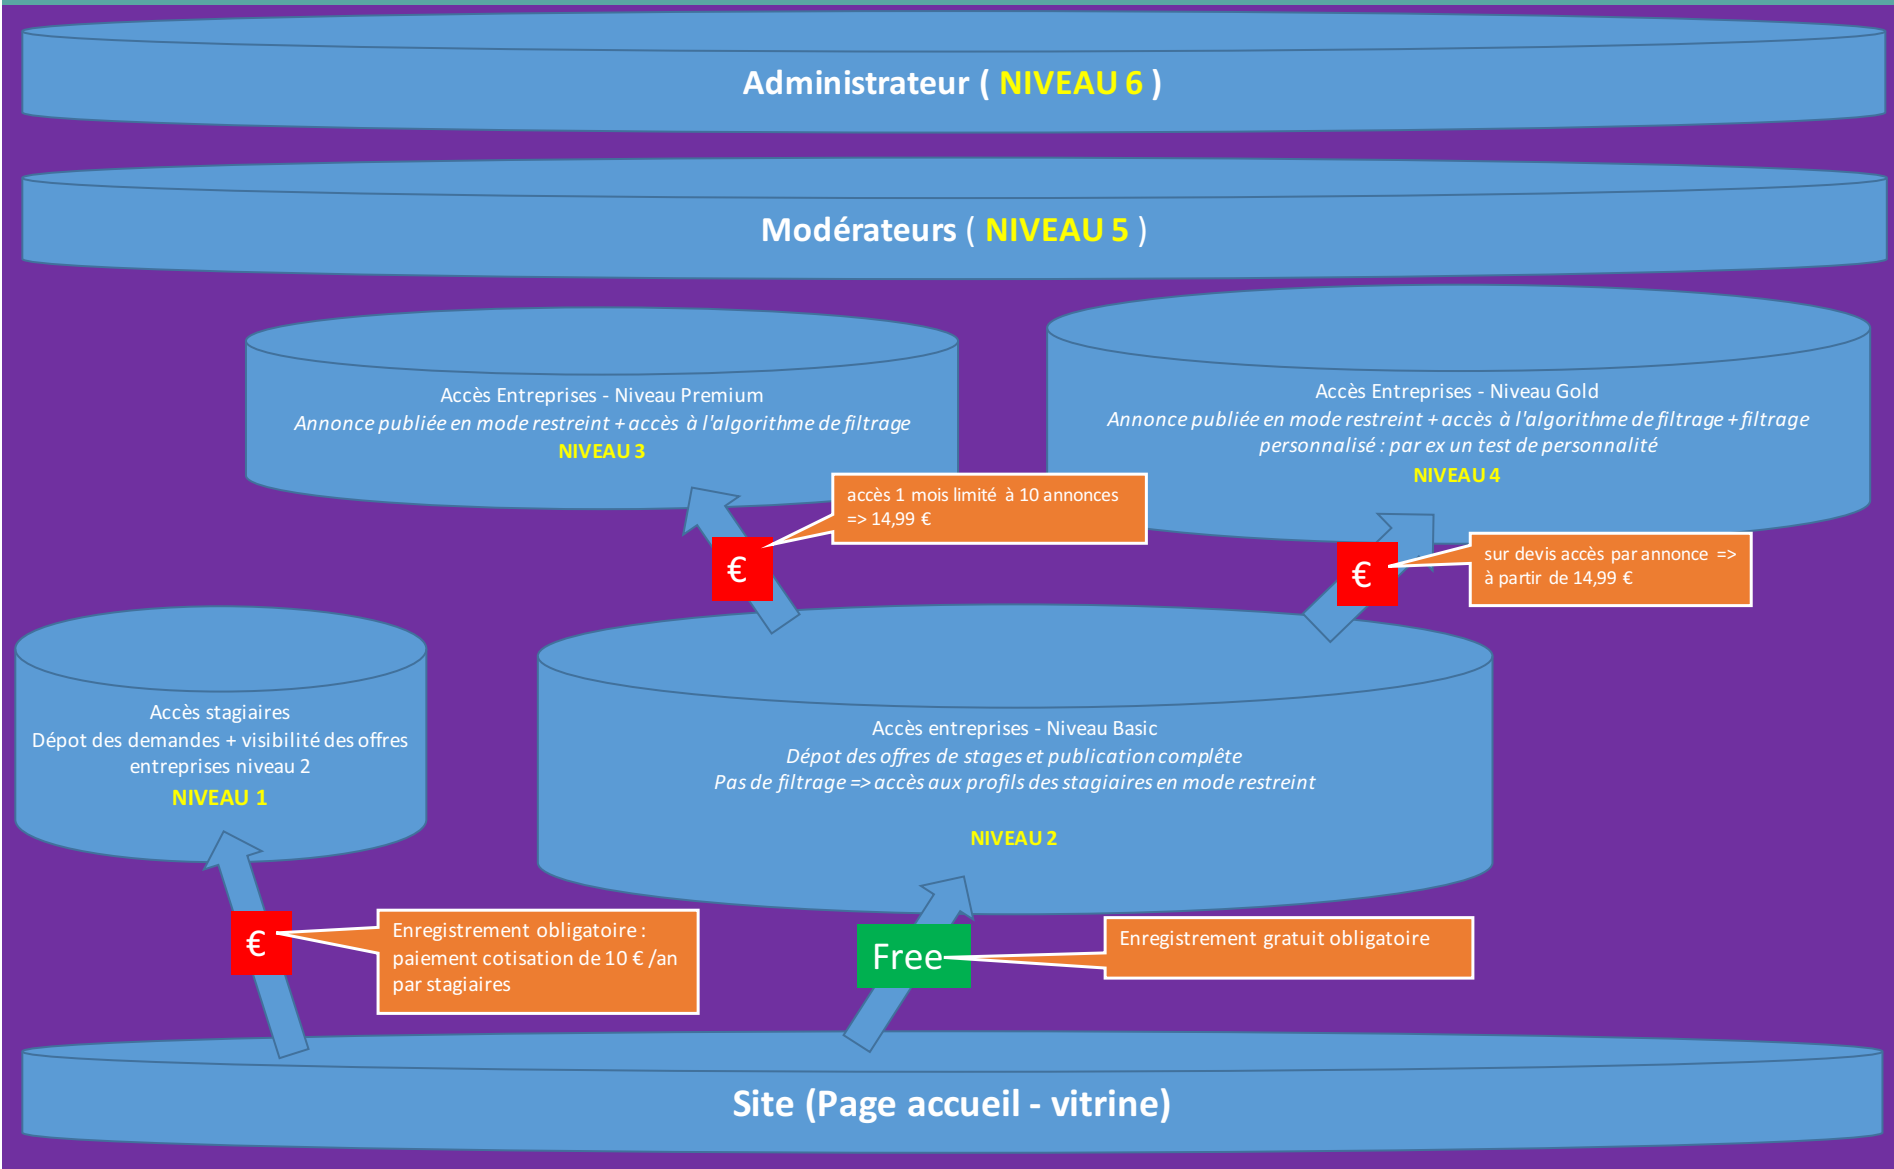 Administrateur ( NIVEAU 6 )
Modérateurs ( NIVEAU 5 )
Accès Entreprises - Niveau Premium
Annonce publiée en mode restreint + accès à l'algorithme de filtrage
NIVEAU 3
Accès Entreprises - Niveau Gold
Annonce publiée en mode restreint + accès à l'algorithme de filtrage + filtrage
personnalisé : par ex un test de personnalité
NIVEAU 4
accès 1 mois limité à 10 annonces
=> 14,99 €
€
sur devis accès par annonce =>
à partir de 14,99 €
€
Accès stagiaires
Dépot des demandes + visibilité des offres
entreprises niveau 2
NIVEAU 1
Accès entreprises - Niveau Basic
Dépot des offres de stages et publication complête
Pas de filtrage => accès aux profils des stagiaires en mode restreint
NIVEAU 2
€
Enregistrement obligatoire :
paiement cotisation de 10 € /an
par stagiaires
Free
Enregistrement gratuit obligatoire
Site (Page accueil - vitrine)